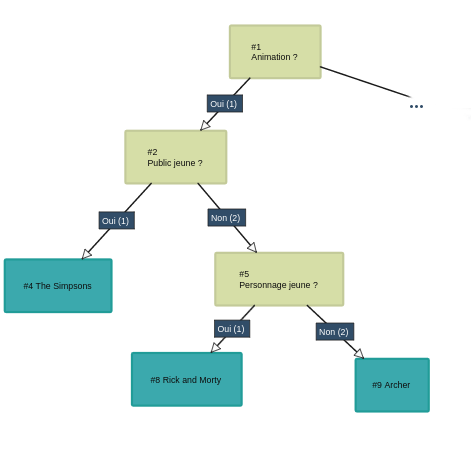 #1
Animation ?
Oui (1)
...
#2
Public jeune ?
Oui (1)
Non (2)
#4 The Simpsons
#5
Personnage jeune ?
Oui (1)
Non (2)
#8 Rick and Morty
#9 Archer